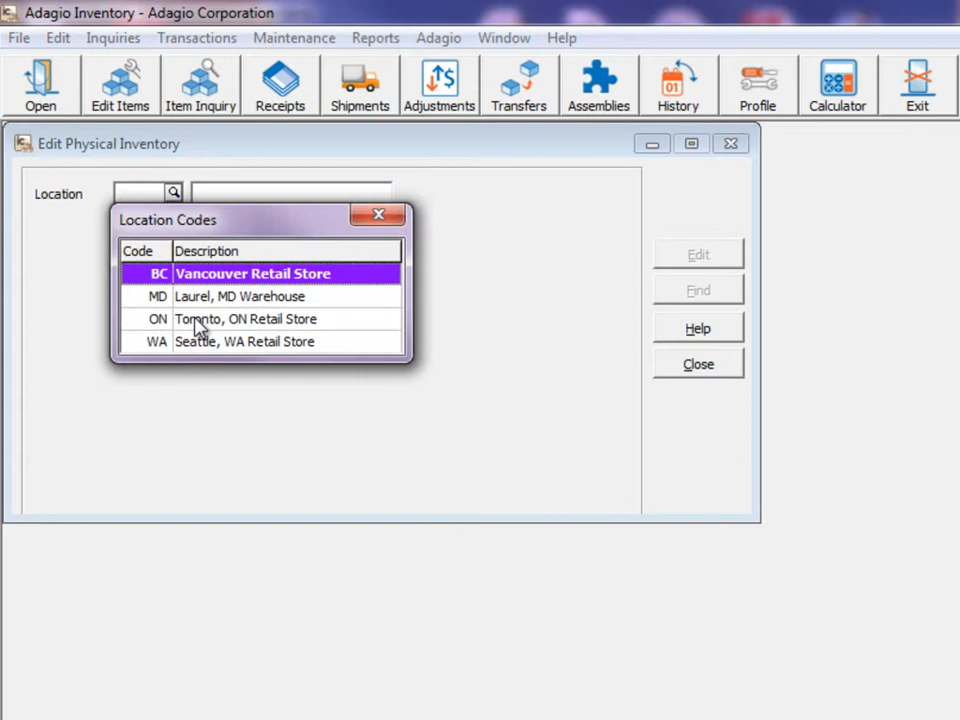 Adagio Inventory - Adagio Corporation
File Edit Inquiries Transactions Maintenance Reports Adagio Window Help
Open Edit Items Item Inquiry Receipts Shipments Adjustments Transfers Assemblies History Profile Calculator Exit
01
Edit Physical Inventory
Location
Location Codes
Code Description
BC Vancouver Retail Store
MD Laurel, MD Warehouse
ON Toronto, ON Retail Store
WA Seattle, WA Retail Store
Edit
Find
Help
Close